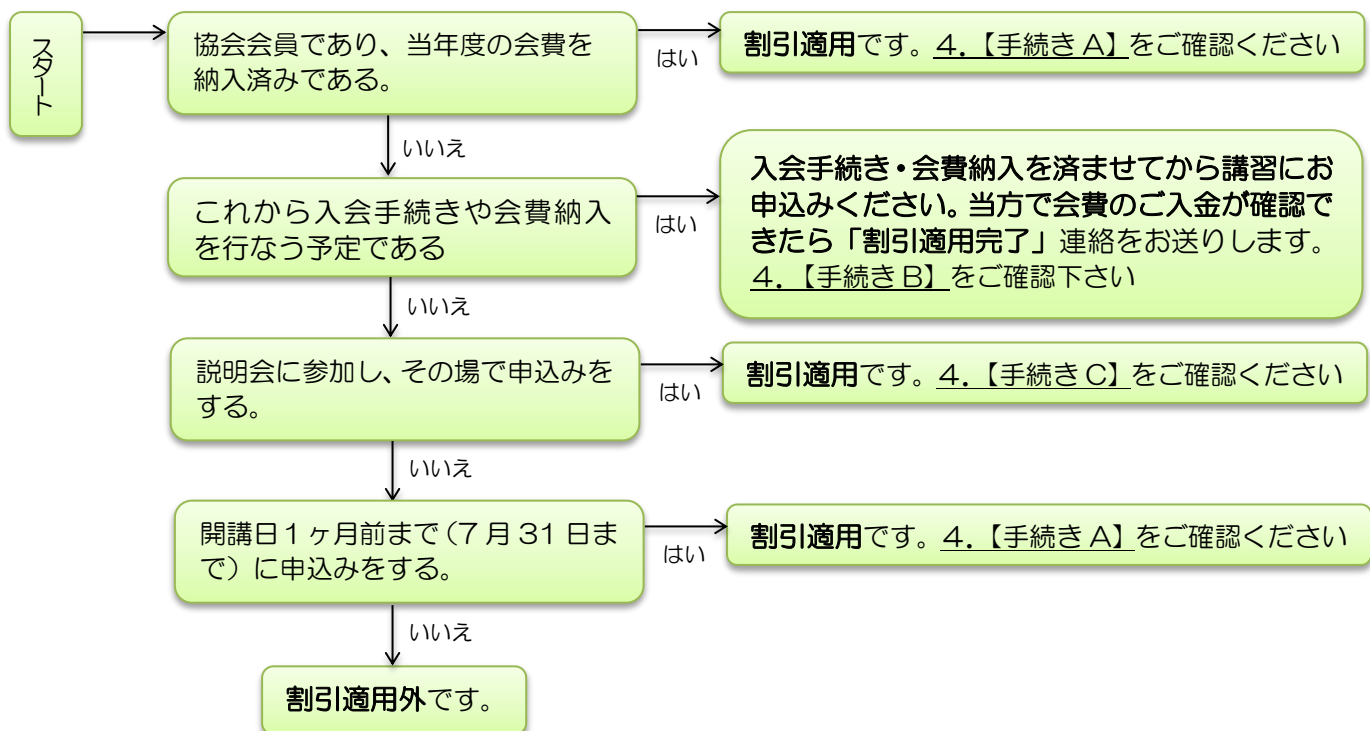 スタート
協会会員であり、当年度の会費を
納入済みである。
はい
割引適用です。４．【手続きＡ】をご確認ください
いいえ
これから入会手続きや会費納入
を行なう予定である
はい
入会手続き・会費納入を済ませてから講習にお
申込みください。当方で会費のご入金が確認で
きたら「割引適用完了」連絡をお送りします。
４．【手続きＢ】をご確認下さい
いいえ
説明会に参加し、その場で申込みを
する。
はい
割引適用です。４．【手続きＣ】をご確認ください
いいえ
開講日１ヶ月前まで（7月31日ま
で）に申込みをする。
はい
割引適用です。４．【手続きＡ】をご確認ください
いいえ
割引適用外です。